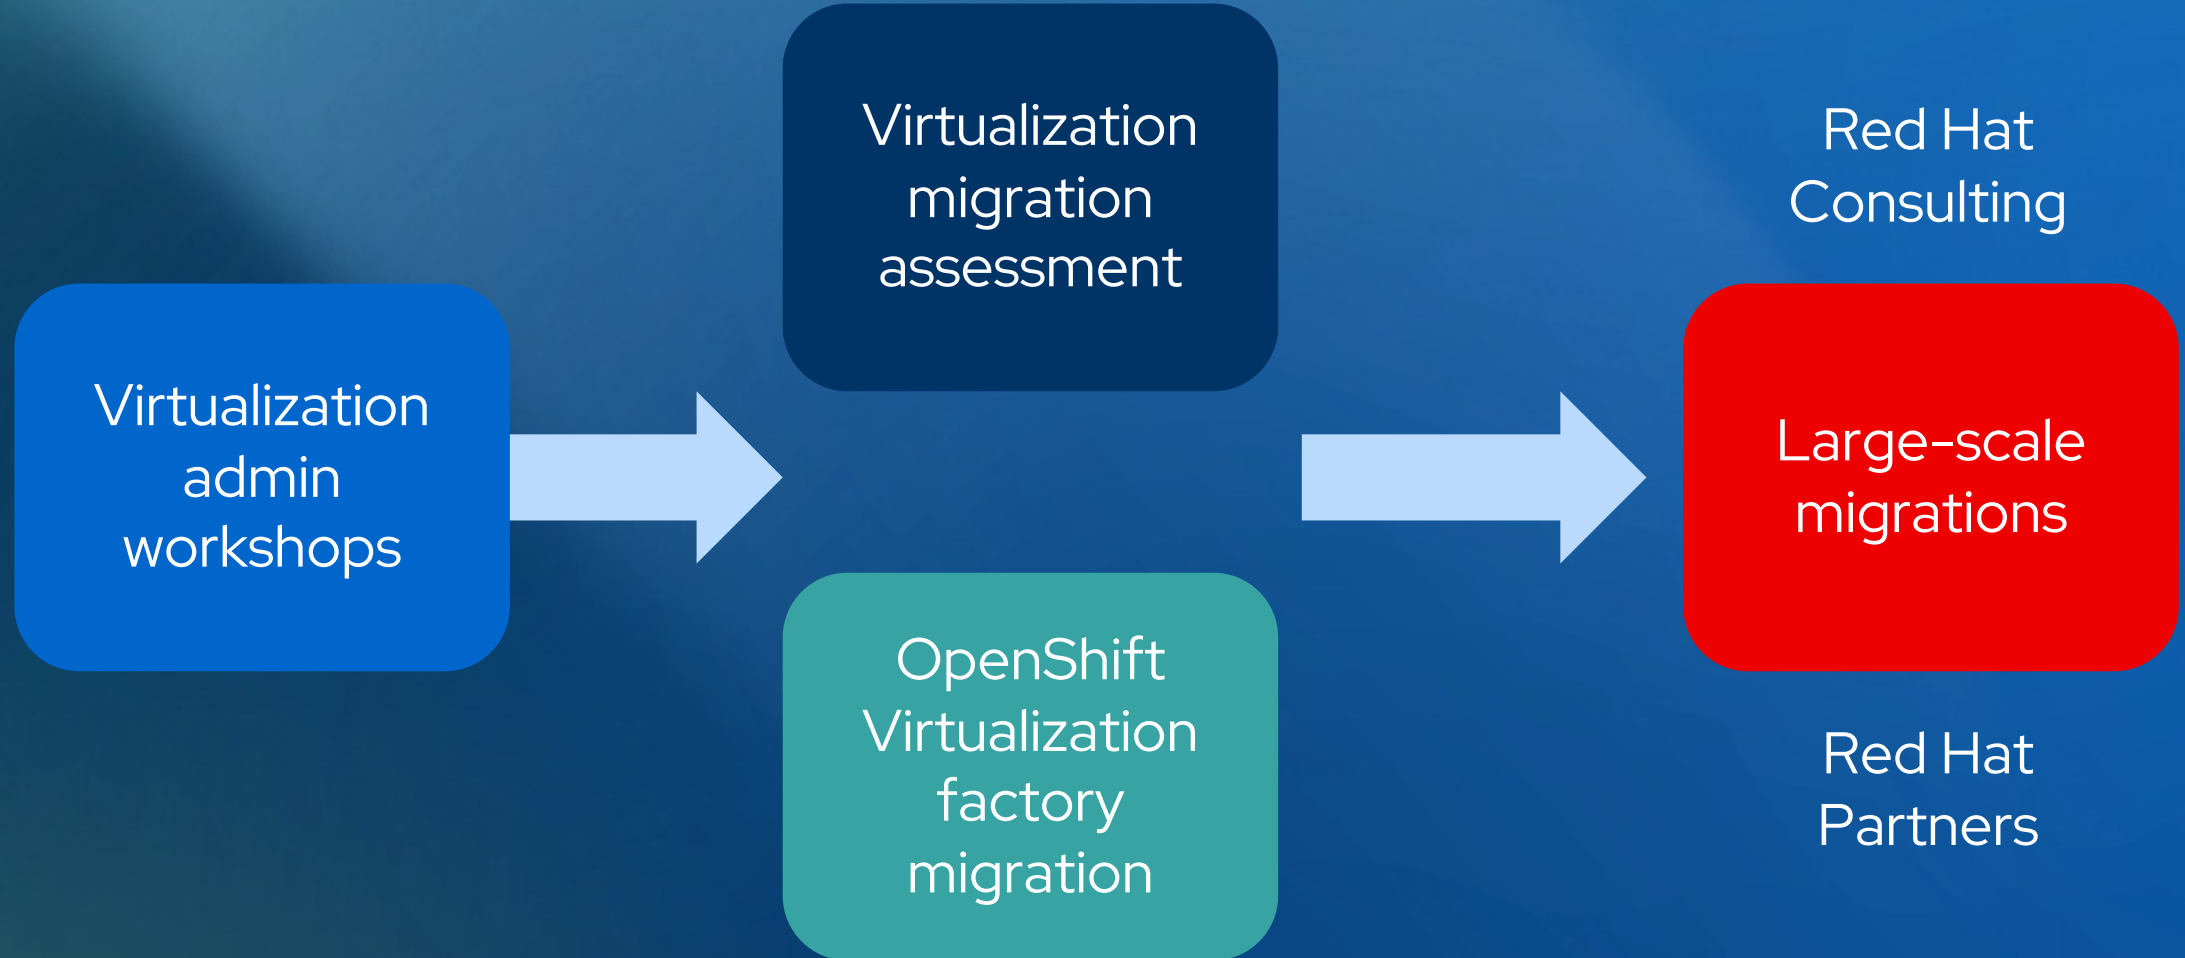 Virtualization
admin
workshops
Virtualization
migration
assessment
OpenShift
Virtualization
factory
migration
Red Hat
Consulting
Large-scale
migrations
Red Hat
Partners